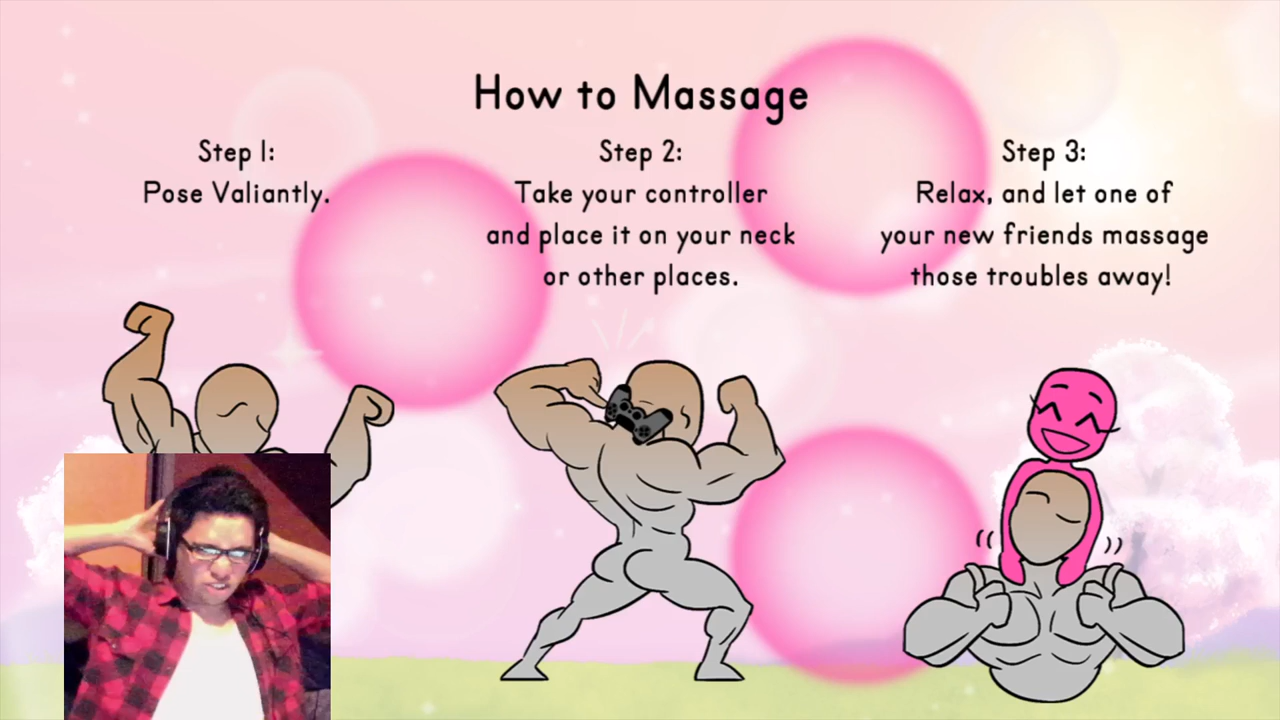 How to Massage
Step 1:
Pose Valiantly.
Step 2:
Take your controller
and place it on your neck
or other places.
Step 3:
Relax, and let one of
your new friends massage
those troubles away!